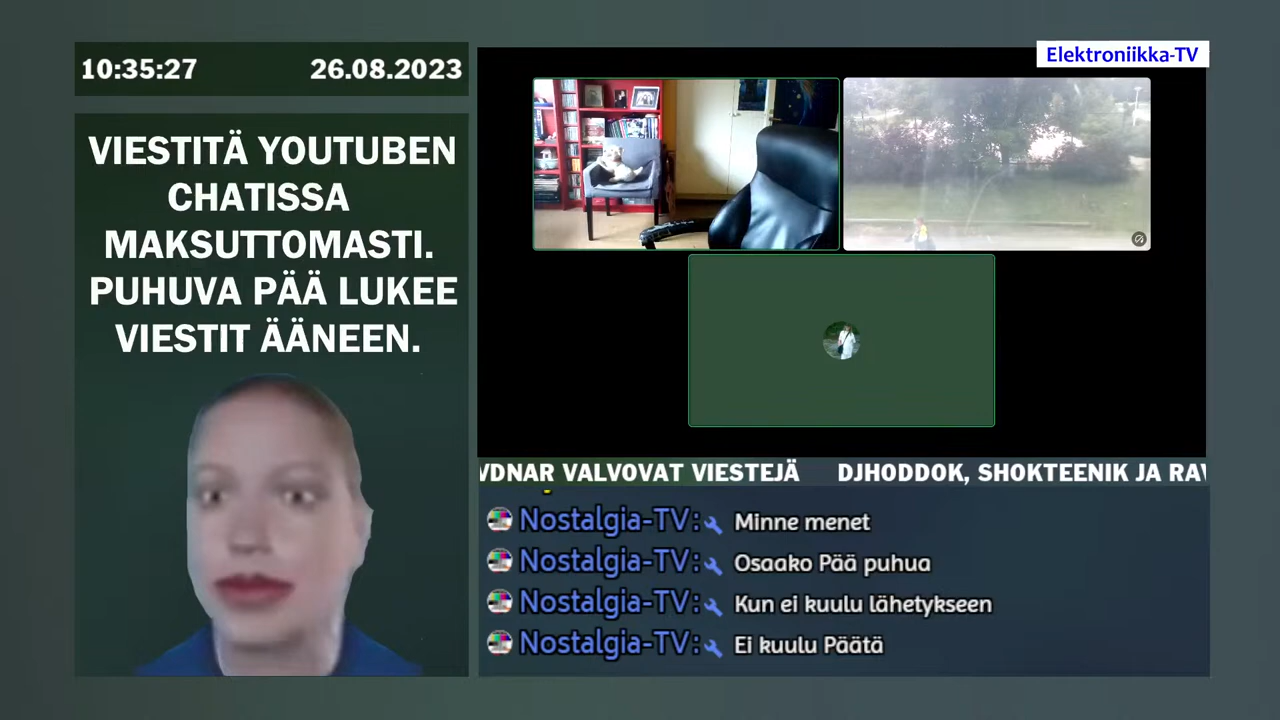 10:35:27
26.08.2023
VIESTITÄ YOUTUBEN
CHATISSA
MAKSUTTOMASTI.
PUHUVA PÄÄ LUKEE
VIESTIT ÄÄNEEN.
Elektroniikka-TV
VDNAR VALVOVAT VIESTEJÄ DJHODDOK, SHOKTEENIK JA RAV
Nostalgia-TV: Minne menet
Nostalgia-TV: Osaako Pää puhua
Nostalgia-TV: Kun ei kuulu lähetykseen
Nostalgia-TV: Ei kuulu Päätä